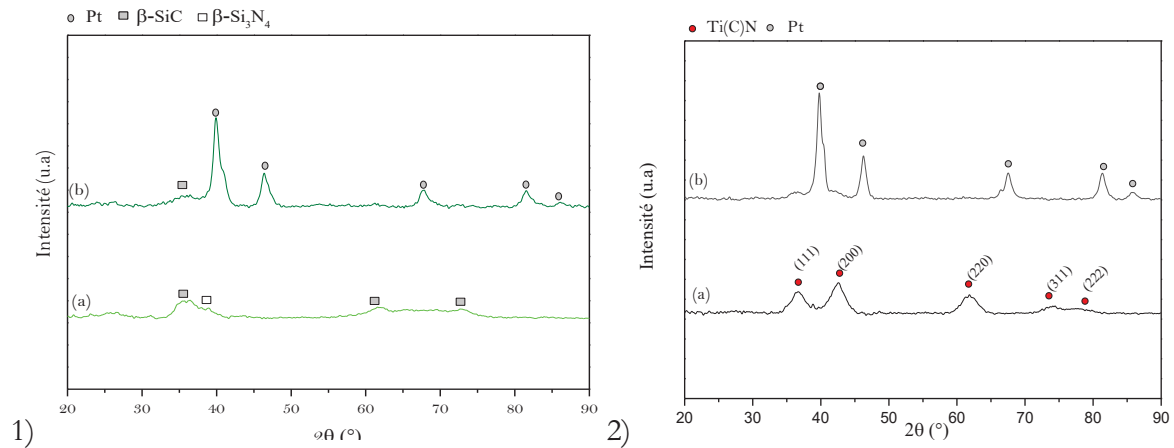 Pt β-SiC β-Si₃N₄
Intensité (u.a)
(b)
(a)
20 30 40 50 60 70 80 90
2θ (°)
1)
Ti(C)N Pt
Intensité (u.a)
(b)
(a)
(111) (200) (220) (311) (222)
20 30 40 50 60 70 80 90
2θ (°)
2)